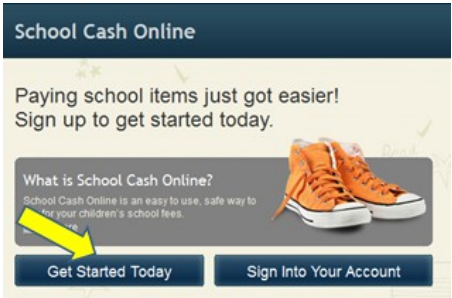 School Cash Online
Paying school items just got easier!
Sign up to get started today.
What is School Cash Online?
School Cash Online is an easy to use, safe way to
for your children's school fees.
Get Started Today
Sign Into Your Account